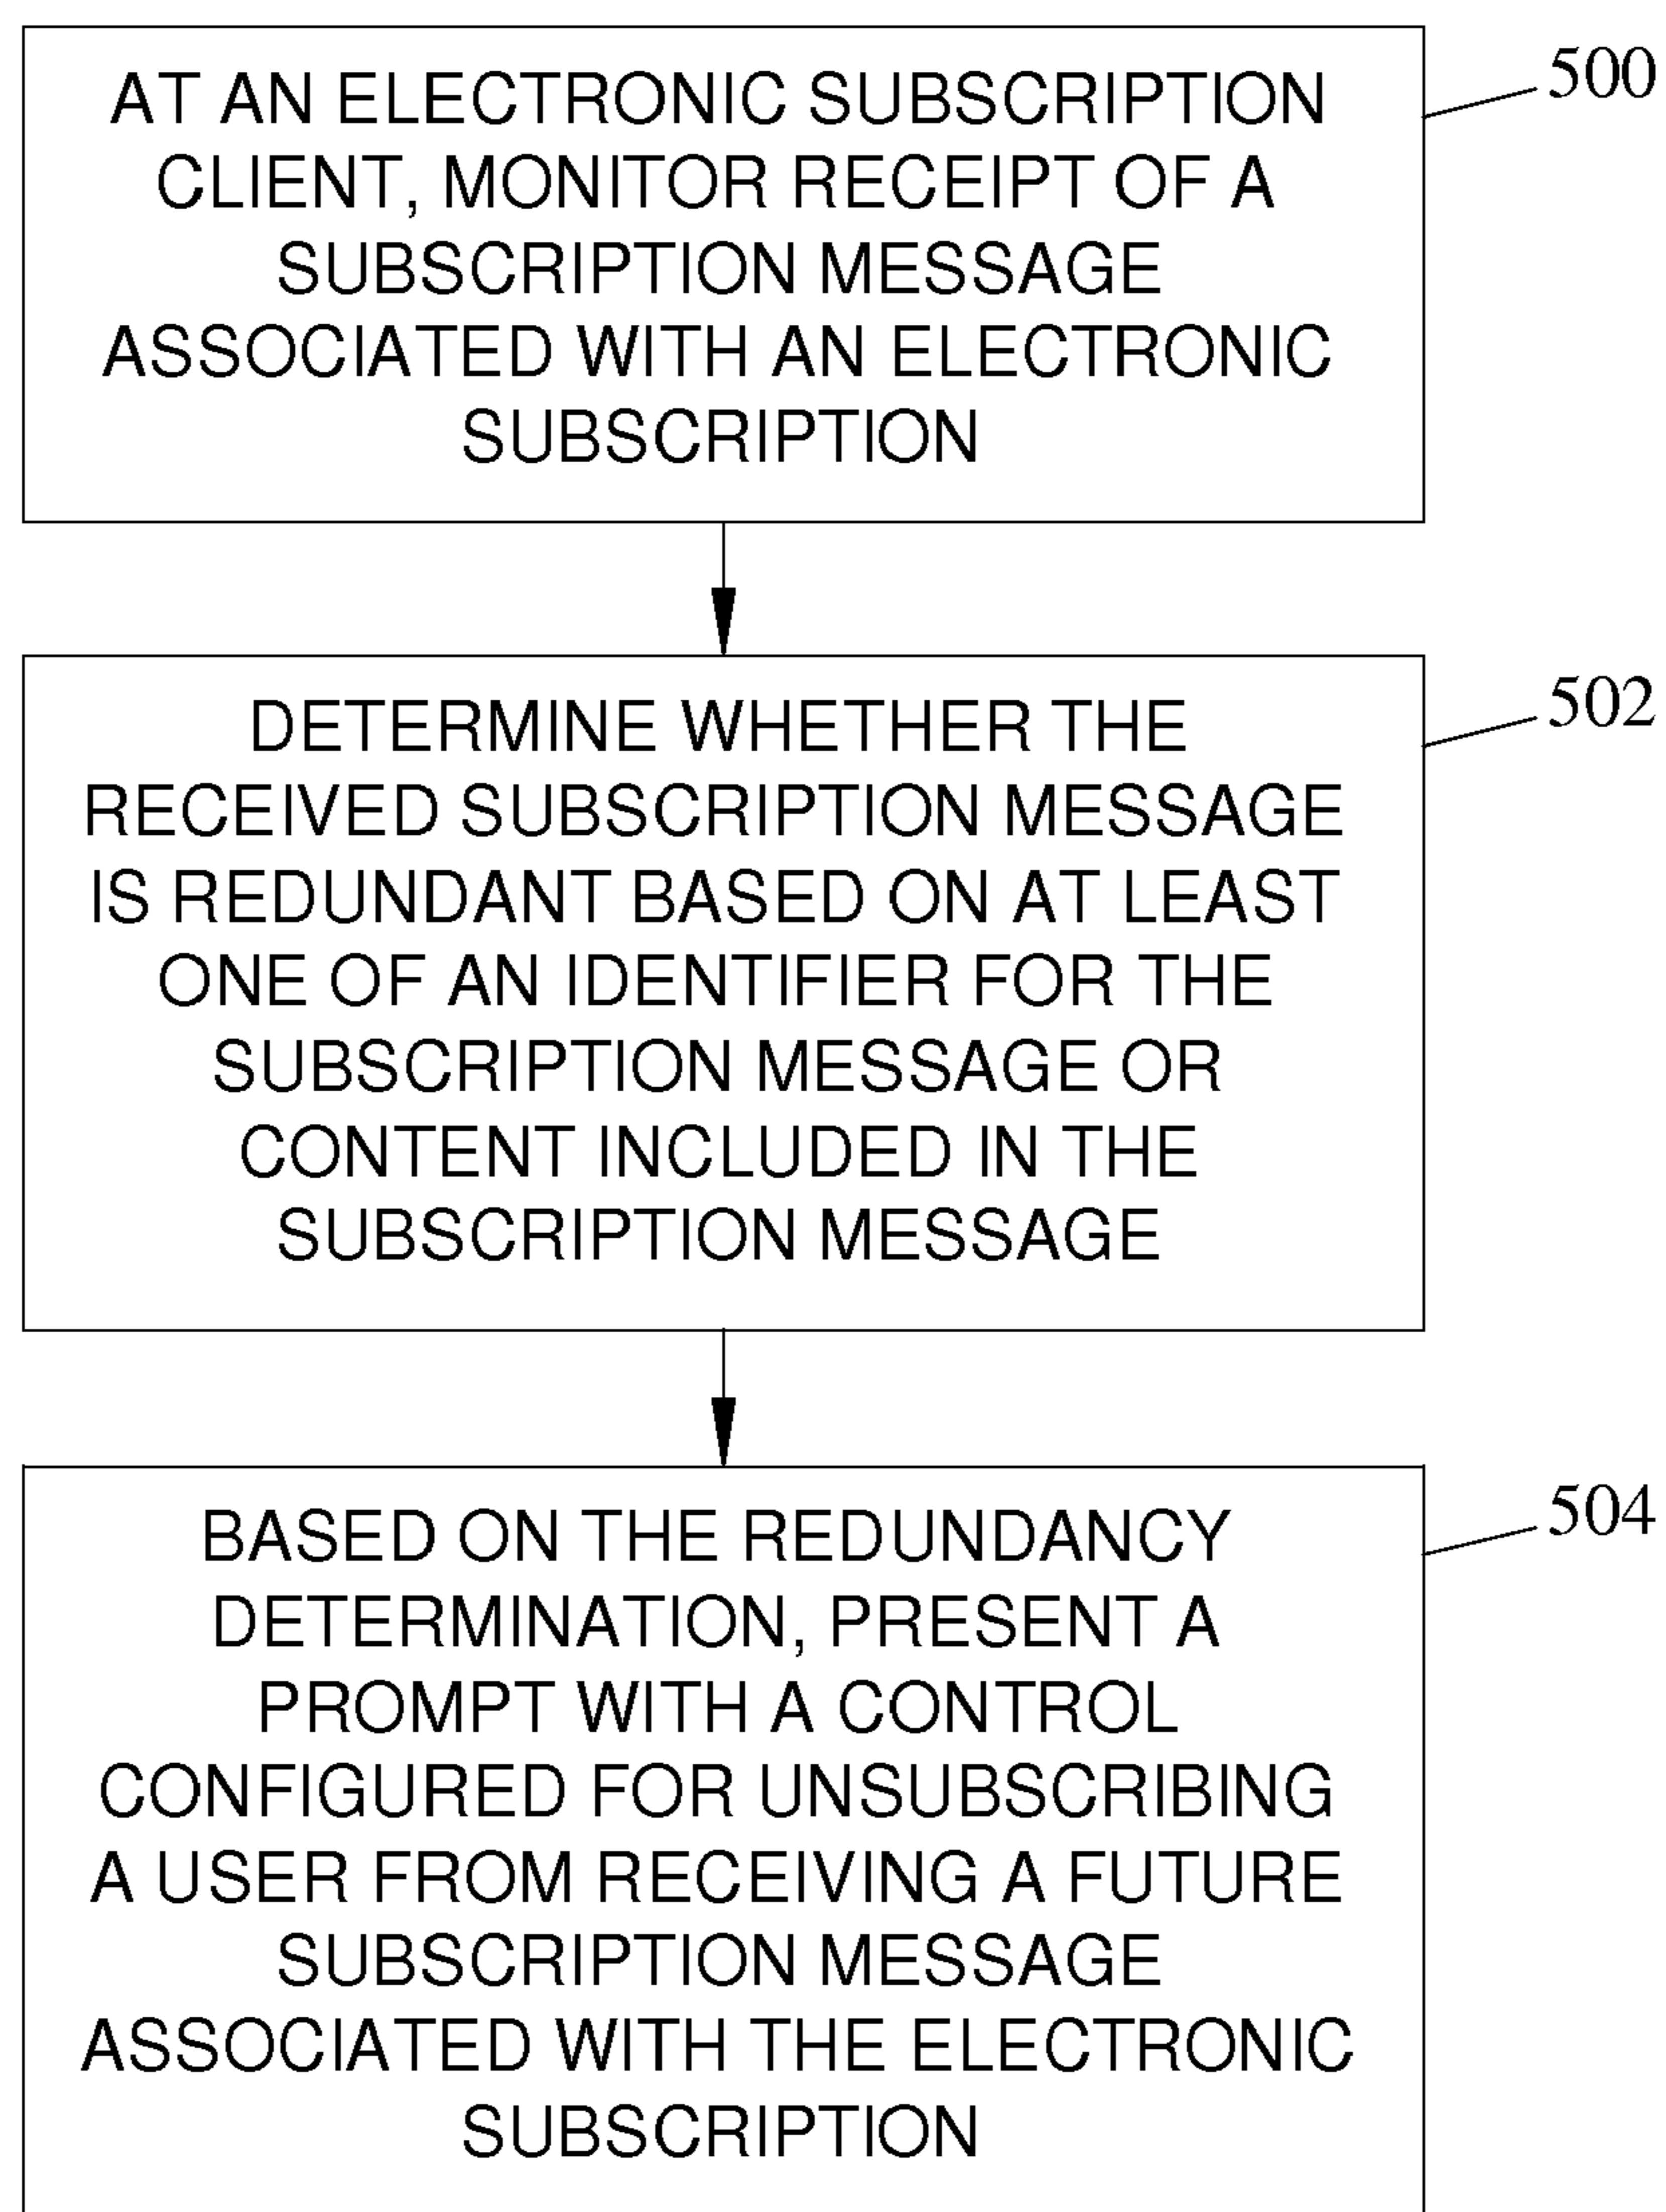 AT AN ELECTRONIC SUBSCRIPTION
CLIENT, MONITOR RECEIPT OF A
SUBSCRIPTION MESSAGE
ASSOCIATED WITH AN ELECTRONIC
SUBSCRIPTION
500
DETERMINE WHETHER THE
RECEIVED SUBSCRIPTION MESSAGE
IS REDUNDANT BASED ON AT LEAST
ONE OF AN IDENTIFIER FOR THE
SUBSCRIPTION MESSAGE OR
CONTENT INCLUDED IN THE
SUBSCRIPTION MESSAGE
502
BASED ON THE REDUNDANCY
DETERMINATION, PRESENT A
PROMPT WITH A CONTROL
CONFIGURED FOR UNSUBSCRIBING
A USER FROM RECEIVING A FUTURE
SUBSCRIPTION MESSAGE
ASSOCIATED WITH THE ELECTRONIC
SUBSCRIPTION
504